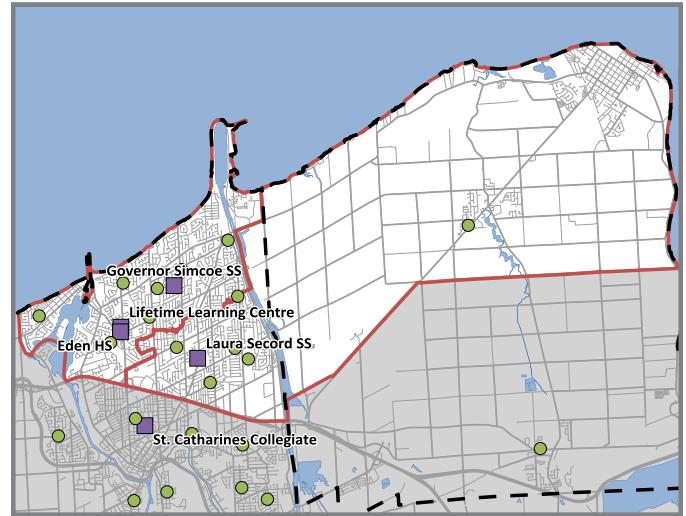 Governor Simcoe SS
Lifetime Learning Centre
Eden HS
Laura Secord SS
St. Catharines Collegiate